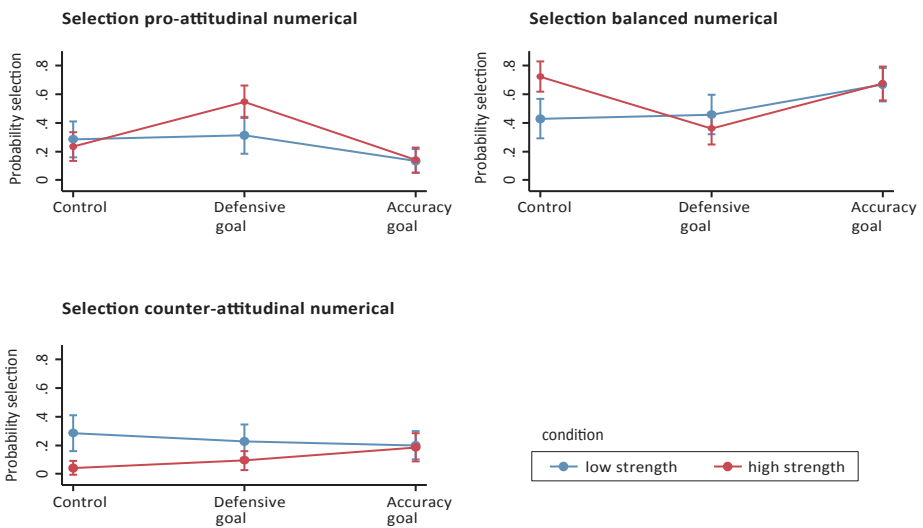 Selection pro-attitudinal numerical
Probability selection
.8
.6
.4
.2
0
Control
Defensive
goal
Accuracy
goal
Selection balanced numerical
Probability selection
.8
.6
.4
.2
0
Control
Defensive
goal
Accuracy
goal
Selection counter-attitudinal numerical
Probability selection
.8
.6
.4
.2
0
Control
Defensive
goal
Accuracy
goal
condition
low strength
high strength